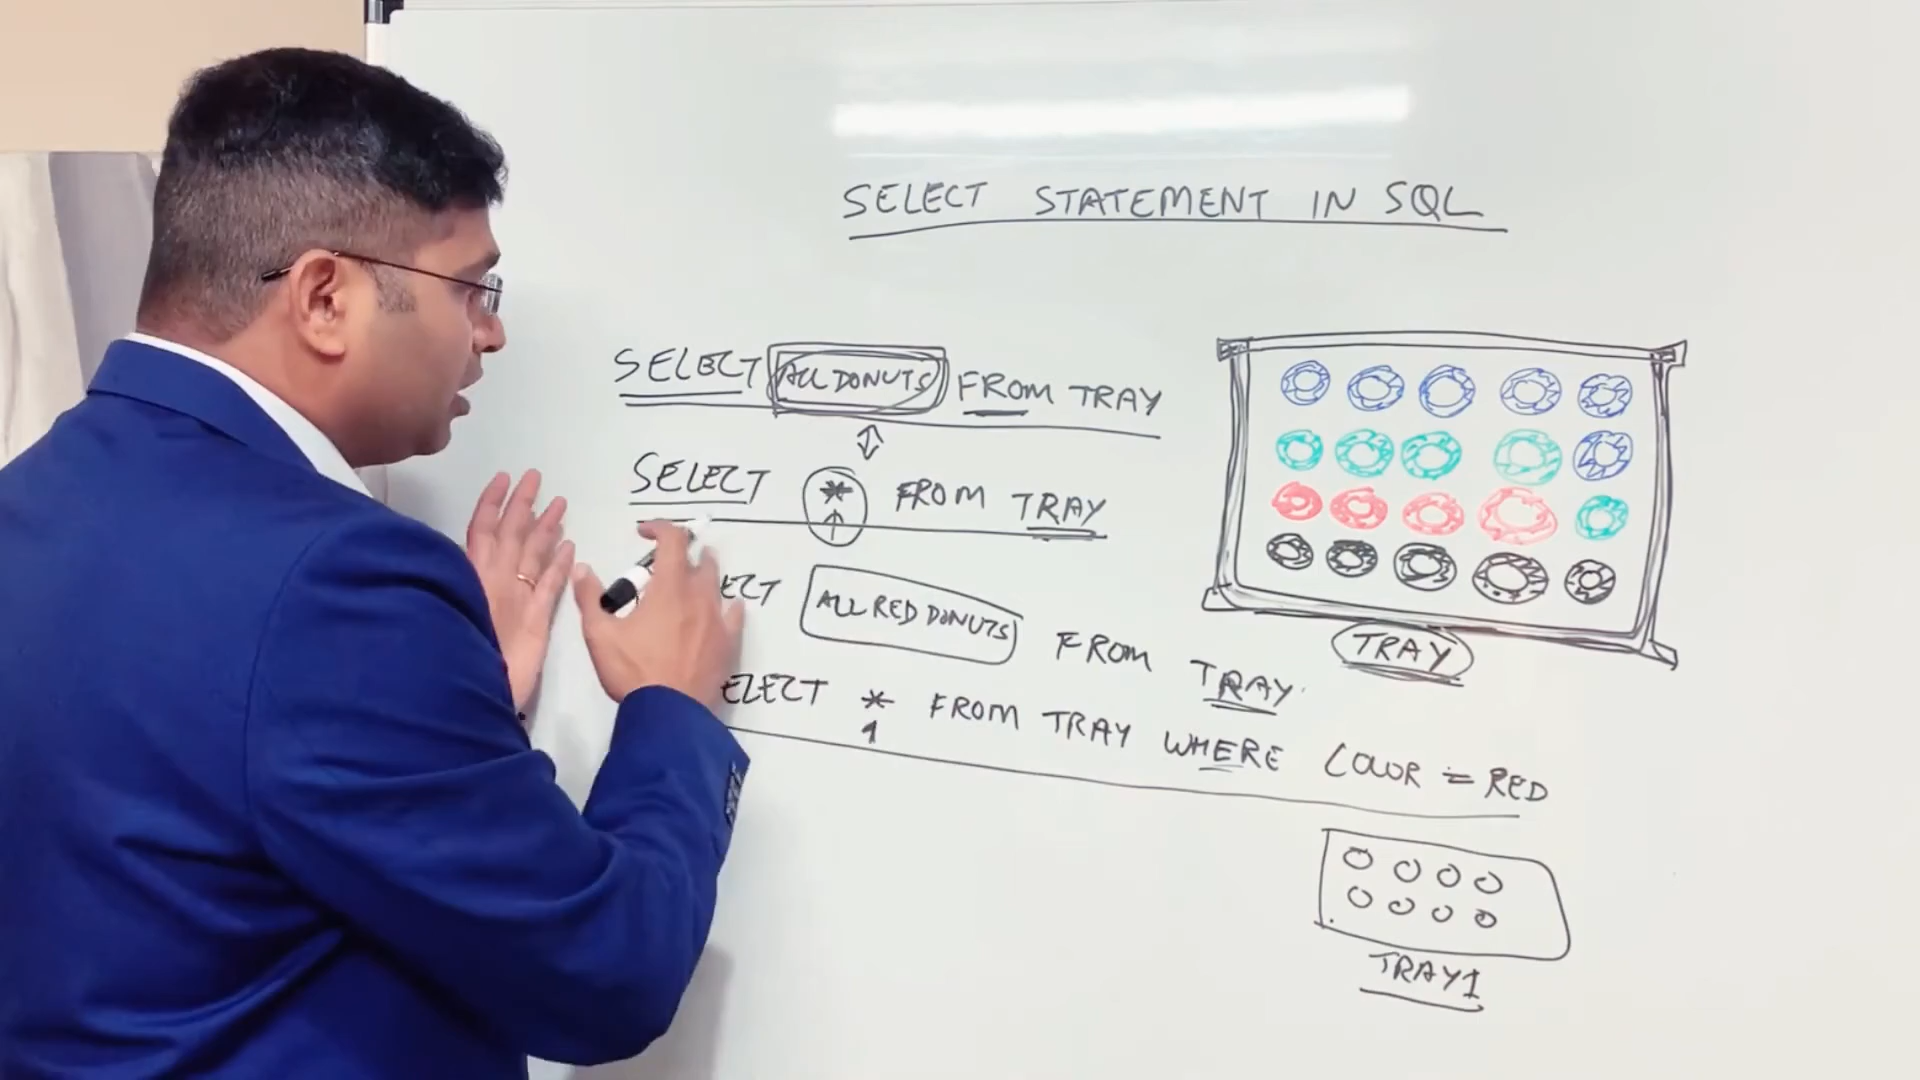 SELECT STATEMENT IN SQL
SELECT ALL DONUTS FROM TRAY
SELECT * FROM TRAY
ECT ALL RED DONUTS FROM TRAY.
ELECT * FROM TRAY WHERE COLOR = RED
TRAY
TRAY1